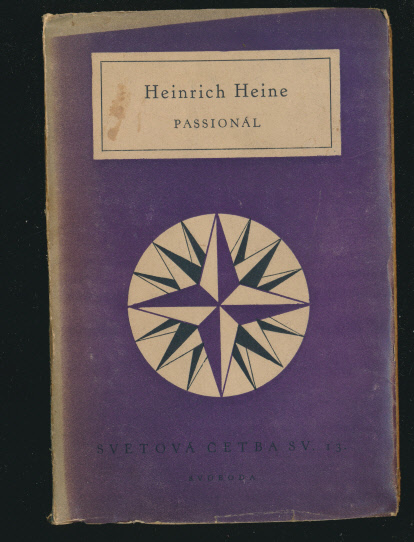 Heinrich Heine
PASSIONÁL
SVĚTOVÁ ČETBA SV. 13.
SVOBODA